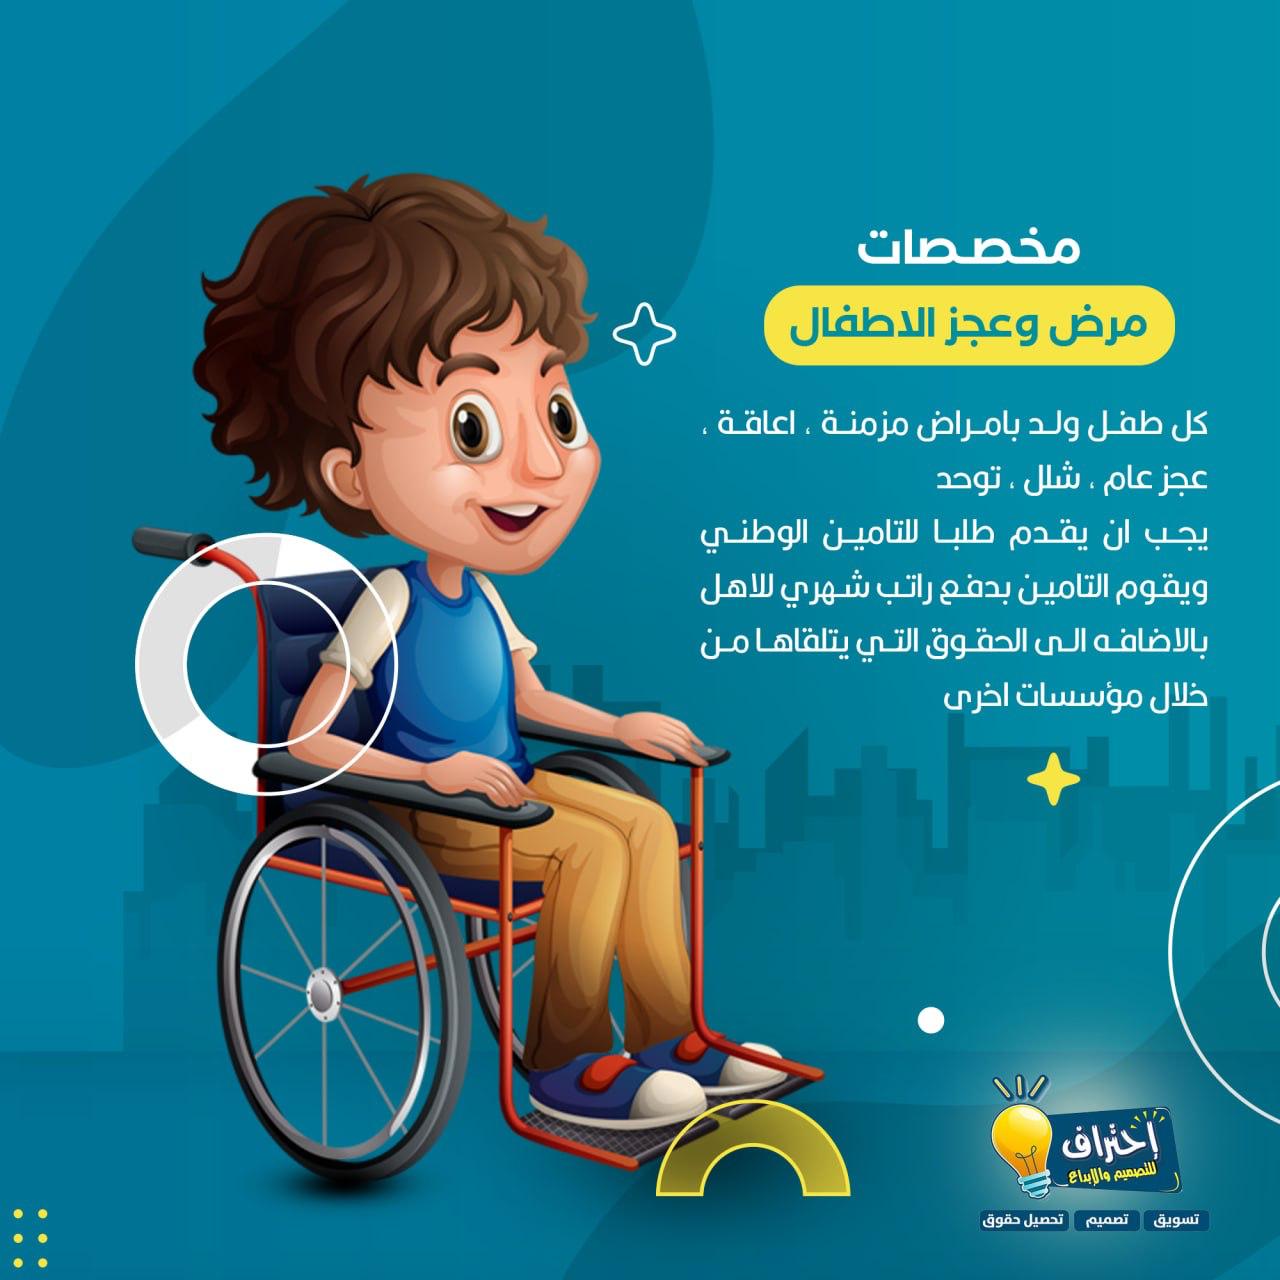 مخصصات
مرض وعجز الاطفال
كل طفل ولد بامراض مزمنة ، اعاقة ،
عجز عام ، شلل ، توحد
يجب ان يقدم طلبا للتامين الوطني
ويقوم التامين بدفع راتب شهري للاهل
بالاضافه الى الحقوق التي يتلقاها من
خلال مؤسسات اخرى
إحتراف
للتصميم والإبداع
تسويق تصميم تحصيل حقوق